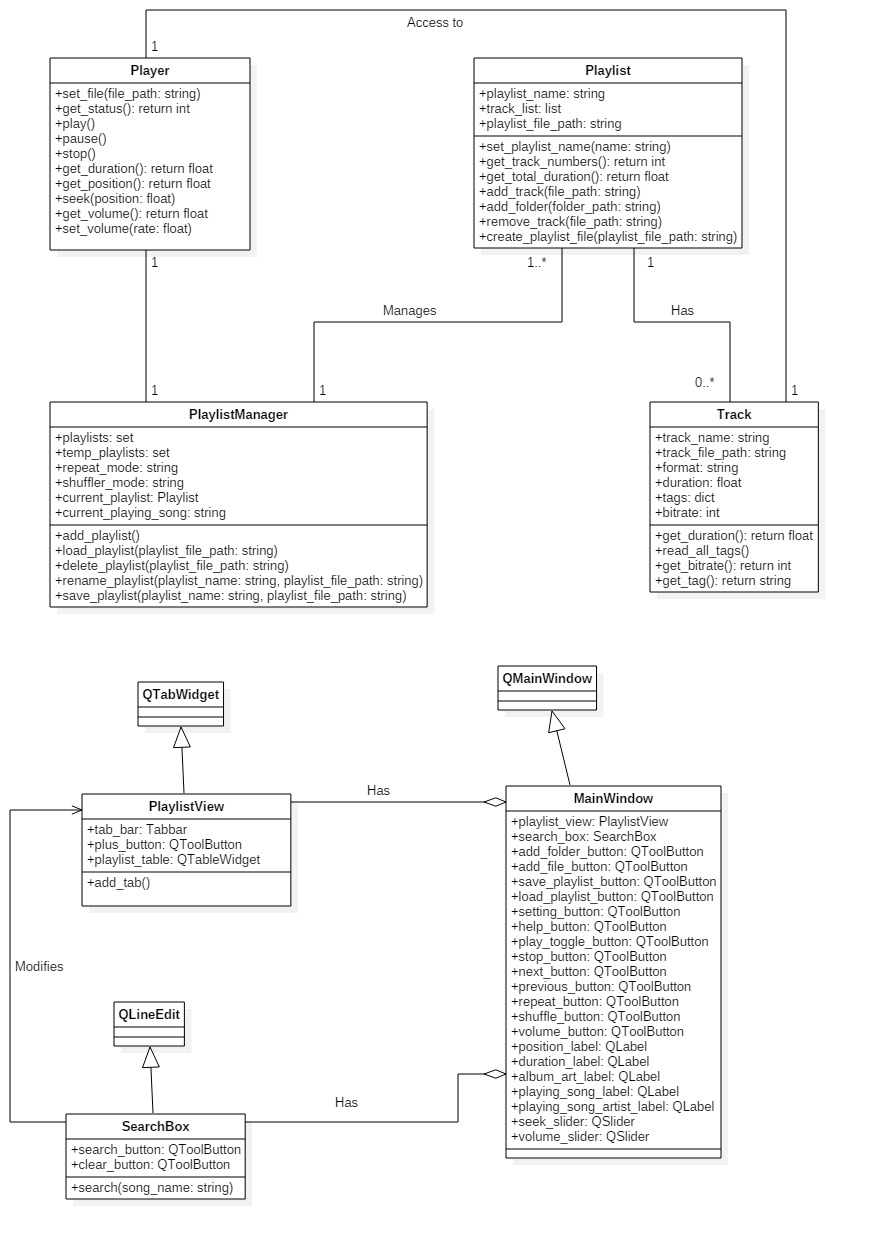 Access to
1
Player
+set_file(file_path: string)
+get_status(): return int
+play()
+pause()
+stop()
+get_duration(): return float
+get_position(): return float
+seek(position: float)
+get_volume(): return float
+set_volume(rate: float)
1
Playlist
+playlist_name: string
+track_list: list
+playlist_file_path: string
+set_playlist_name(name: string)
+get_track_numbers(): return int
+get_total_duration(): return float
+add_track(file_path: string)
+add_folder(folder_path: string)
+remove_track(file_path: string)
+create_playlist_file(playlist_file_path: string)
1..*
1
Manages
Has
1
1
0..*
1
PlaylistManager
+playlists: set
+temp_playlists: set
+repeat_mode: string
+shuffler_mode: string
+current_playlist: Playlist
+current_playing_song: string
+add_playlist()
+load_playlist(playlist_file_path: string)
+delete_playlist(playlist_file_path: string)
+rename_playlist(playlist_name: string, playlist_file_path: string)
+save_playlist(playlist_name: string, playlist_file_path: string)
Track
+track_name: string
+track_file_path: string
+format: string
+duration: float
+tags: dict
+bitrate: int
+get_duration(): return float
+read_all_tags()
+get_bitrate(): return int
+get_tag(): return string
QTabWidget
QMainWindow
PlaylistView
+tab_bar: Tabbar
+plus_button: QToolButton
+playlist_table: QTableWidget
+add_tab()
Has
MainWindow
+playlist_view: PlaylistView
+search_box: SearchBox
+add_folder_button: QToolButton
+add_file_button: QToolButton
+save_playlist_button: QToolButton
+load_playlist_button: QToolButton
+setting_button: QToolButton
+help_button: QToolButton
+play_toggle_button: QToolButton
+stop_button: QToolButton
+next_button: QToolButton
+previous_button: QToolButton
+repeat_button: QToolButton
+shuffle_button: QToolButton
+volume_button: QToolButton
+position_label: QLabel
+duration_label: QLabel
+album_art_label: QLabel
+playing_song_label: QLabel
+playing_song_artist_label: QLabel
+seek_slider: QSlider
+volume_slider: QSlider
Modifies
QLineEdit
Has
SearchBox
+search_button: QToolButton
+clear_button: QToolButton
+search(song_name: string)